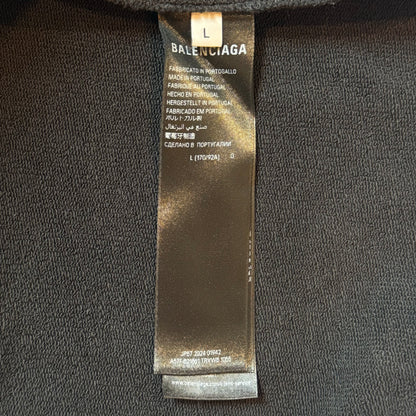 L
BALENCIAGA
FABBRICATO IN PORTOGALLO
MADE IN PORTUGAL
FABRIQUÉ AU PORTUGAL
HECHO EN PORTUGAL
HERGESTELLT IN PORTUGAL
FABRICADO EM PORTUGAL
ポルトガル製
صنع في البرتغال
葡萄牙制造
СДЕЛАНО В ПОРТУГАЛИИ
L (170/92A)
2024